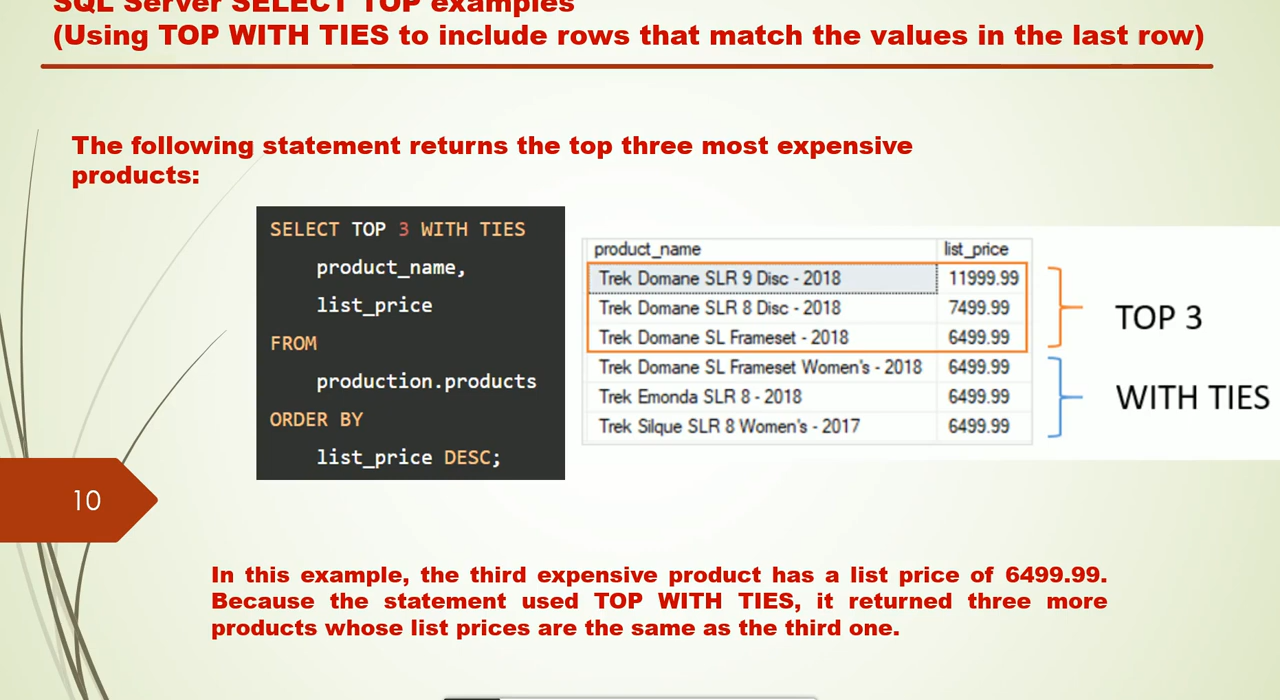 SQL Server SELECT TOP examples
(Using TOP WITH TIES to include rows that match the values in the last row)
The following statement returns the top three most expensive
products:
SELECT TOP 3 WITH TIES
product_name,
list_price
FROM
production.products
ORDER BY
list_price DESC;
product_name list_price
Trek Domane SLR 9 Disc - 2018 11999.99
Trek Domane SLR 8 Disc - 2018 7499.99
Trek Domane SL Frameset - 2018 6499.99
Trek Domane SL Frameset Women's - 2018 6499.99
Trek Emonda SLR 8 - 2018 6499.99
Trek Silque SLR 8 Women's - 2017 6499.99
TOP 3
WITH TIES
10
In this example, the third expensive product has a list price of 6499.99.
Because the statement used TOP WITH TIES, it returned three more
products whose list prices are the same as the third one.